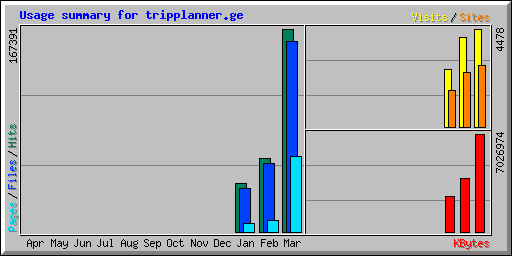 Usage summary for tripplanner.ge
Visits / Sites
167391
4478
Pages / Files / Hits
7026974
Apr May Jun Jul Aug Sep Oct Nov Dec Jan Feb Mar
KBytes